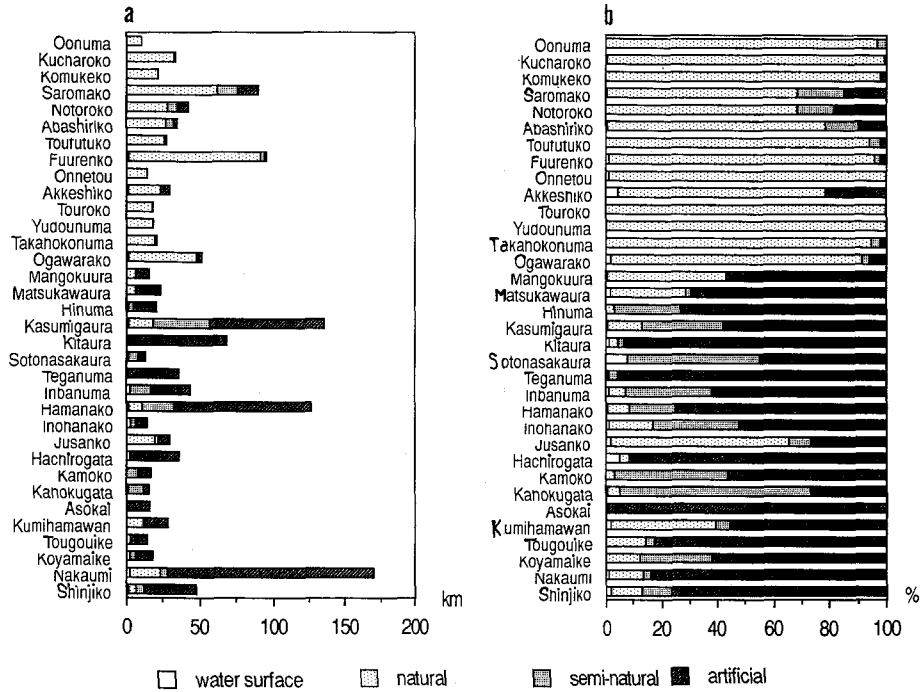 a
b
Oonuma
Kucharoko
Komukeko
Saromako
Notoroko
Abashiriko
Toufutuko
Fuurenko
Onnetou
Akkeshiko
Touroko
Yudounuma
Takahokonuma
Ogawarako
Mangokuura
Matsukawaura
Hinuma
Kasumigaura
Kitaura
Sotonasakaura
Teganuma
Inbanuma
Hamanako
Inohanako
Jusanko
Hachirogata
Kamoko
Kahokugata
Asokai
Kumihamawan
Tougouike
Koyamaike
Nakaumi
Shinjiko
0 50 100 150 200
km
Oonuma
Kucharoko
Komukeko
Saromako
Notoroko
Abashiriko
Toufutuko
Fuurenko
Onnetou
Akkeshiko
Touroko
Yudounuma
Takahokonuma
Ogawarako
Mangokuura
Matsukawaura
Hinuma
Kasumigaura
Kitaura
Sotonasakaura
Teganuma
Inbanuma
Hamanako
Inohanako
Jusanko
Hachirogata
Kamoko
Kahokugata
Asokai
Kumihamawan
Tougouike
Koyamaike
Nakaumi
Shinjiko
0 20 40 60 80 100
%
water surface natural semi-natural artificial